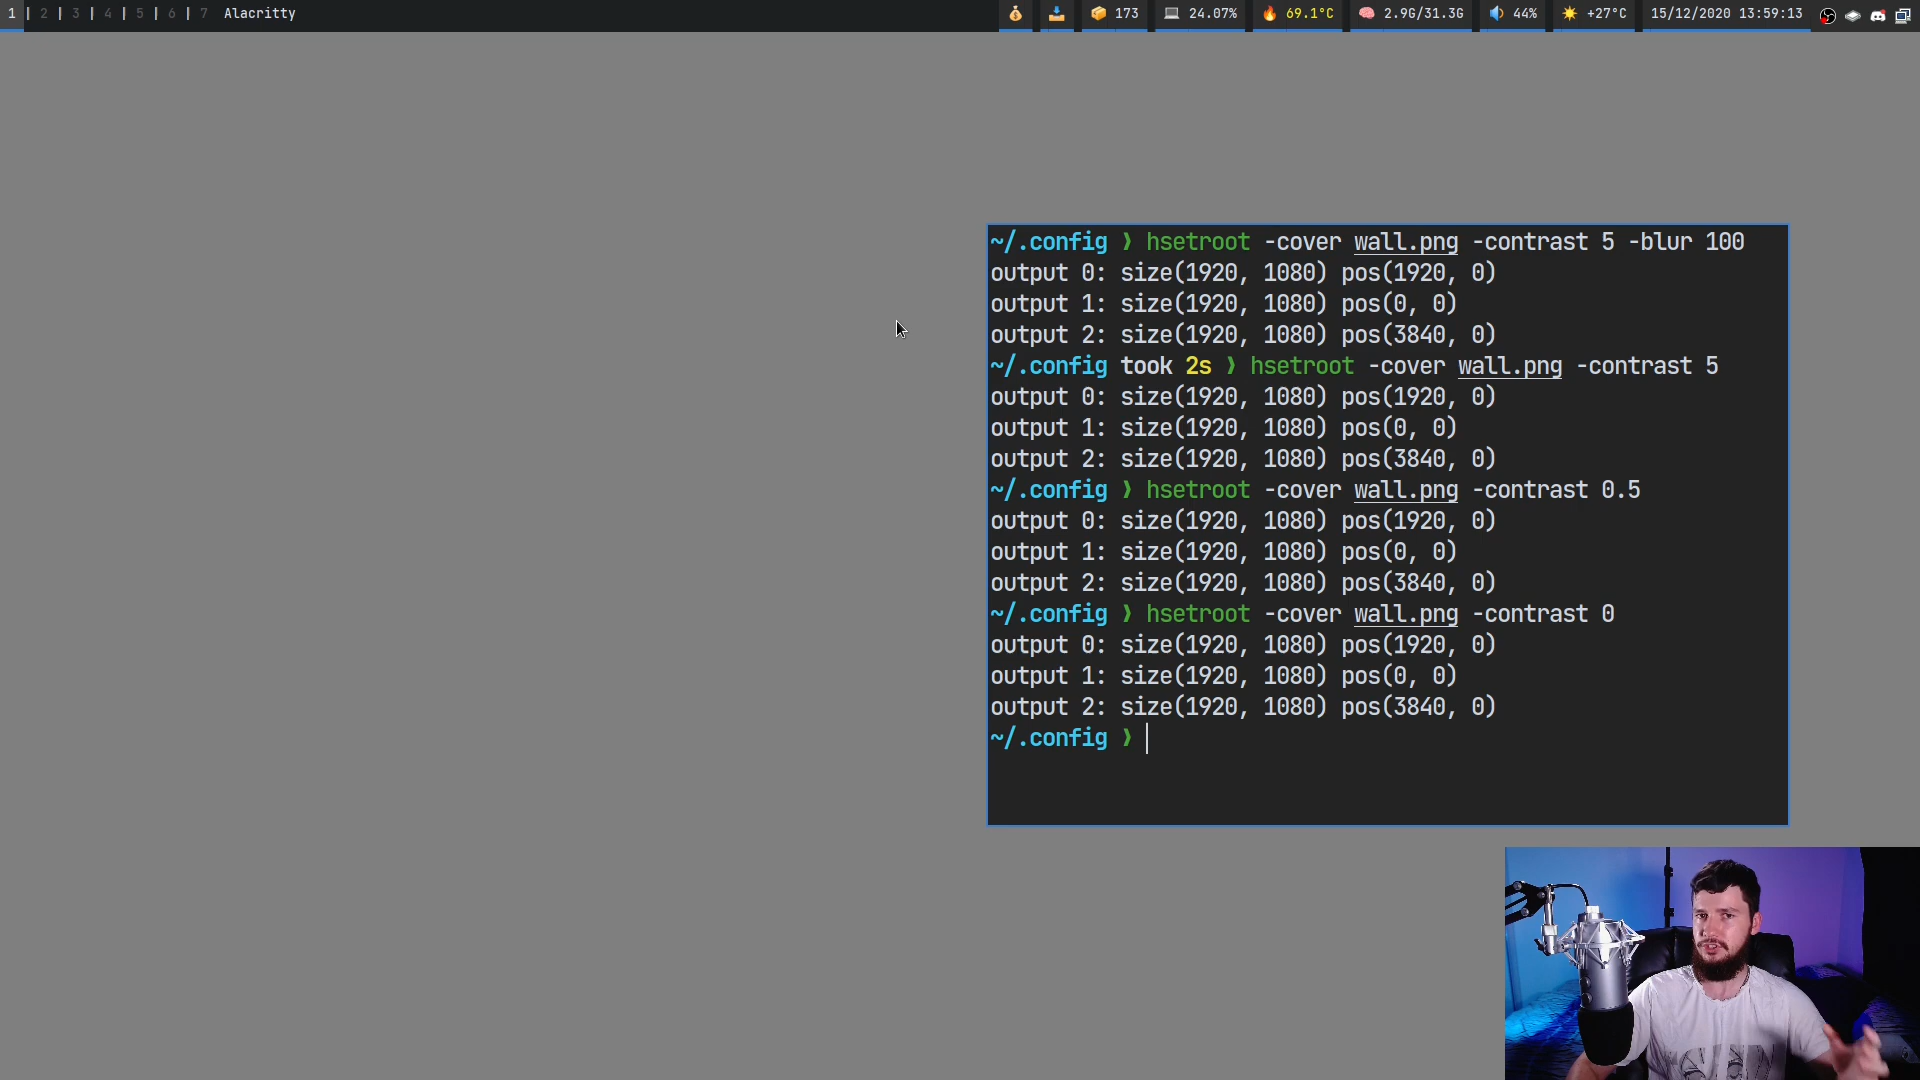 1 | 2 | 3 | 4 | 5 | 6 | 7 Alacritty 173 24.07% 69.1°C 2.9G/31.3G 44% +27°C 15/12/2020 13:59:13
~/.config ❯ hsetroot -cover wall.png -contrast 5 -blur 100
output 0: size(1920, 1080) pos(1920, 0)
output 1: size(1920, 1080) pos(0, 0)
output 2: size(1920, 1080) pos(3840, 0)
~/.config took 2s ❯ hsetroot -cover wall.png -contrast 5
output 0: size(1920, 1080) pos(1920, 0)
output 1: size(1920, 1080) pos(0, 0)
output 2: size(1920, 1080) pos(3840, 0)
~/.config ❯ hsetroot -cover wall.png -contrast 0.5
output 0: size(1920, 1080) pos(1920, 0)
output 1: size(1920, 1080) pos(0, 0)
output 2: size(1920, 1080) pos(3840, 0)
~/.config ❯ hsetroot -cover wall.png -contrast 0
output 0: size(1920, 1080) pos(1920, 0)
output 1: size(1920, 1080) pos(0, 0)
output 2: size(1920, 1080) pos(3840, 0)
~/.config ❯